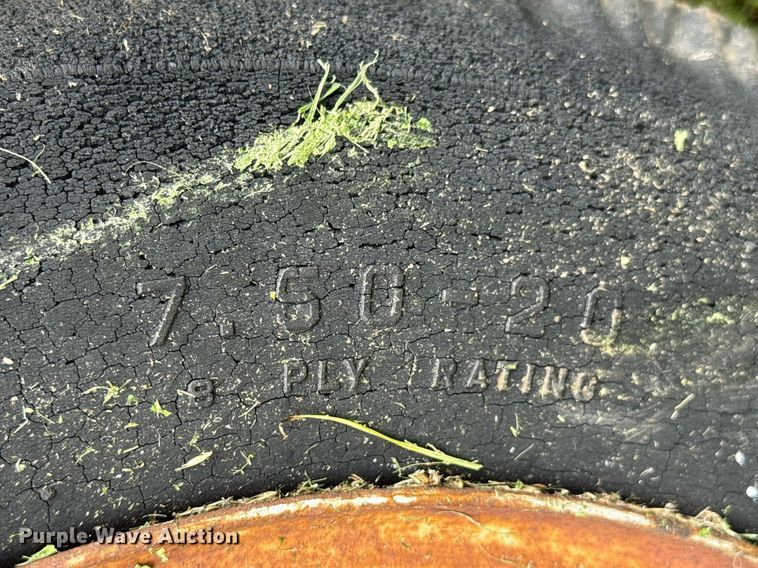 7.50-20
8 PLY RATING
Purple Wave Auction